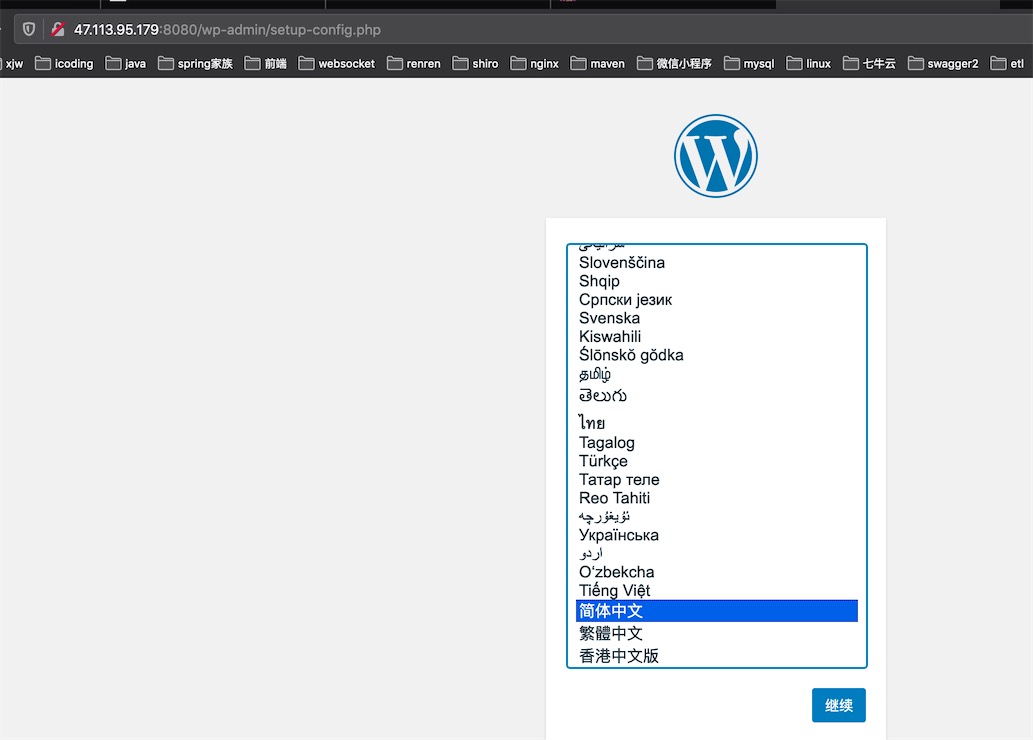 47.113.95.179:8080/wp-admin/setup-config.php
xjw icoding java spring家族 前端 websocket renren shiro nginx maven 微信小程序 mysql linux 七牛云 swagger2 etl
Slovenščina
Shqip
Српски језик
Svenska
Kiswahili
Ślōnskŏ gŏdka
தமிழ்
తెలుగు
ไทย
Tagalog
Türkçe
Татар теле
Reo Tahiti
ئۇيغۇرچە
Українська
اردو
O‘zbekcha
Tiếng Việt
简体中文
繁體中文
香港中文版
继续